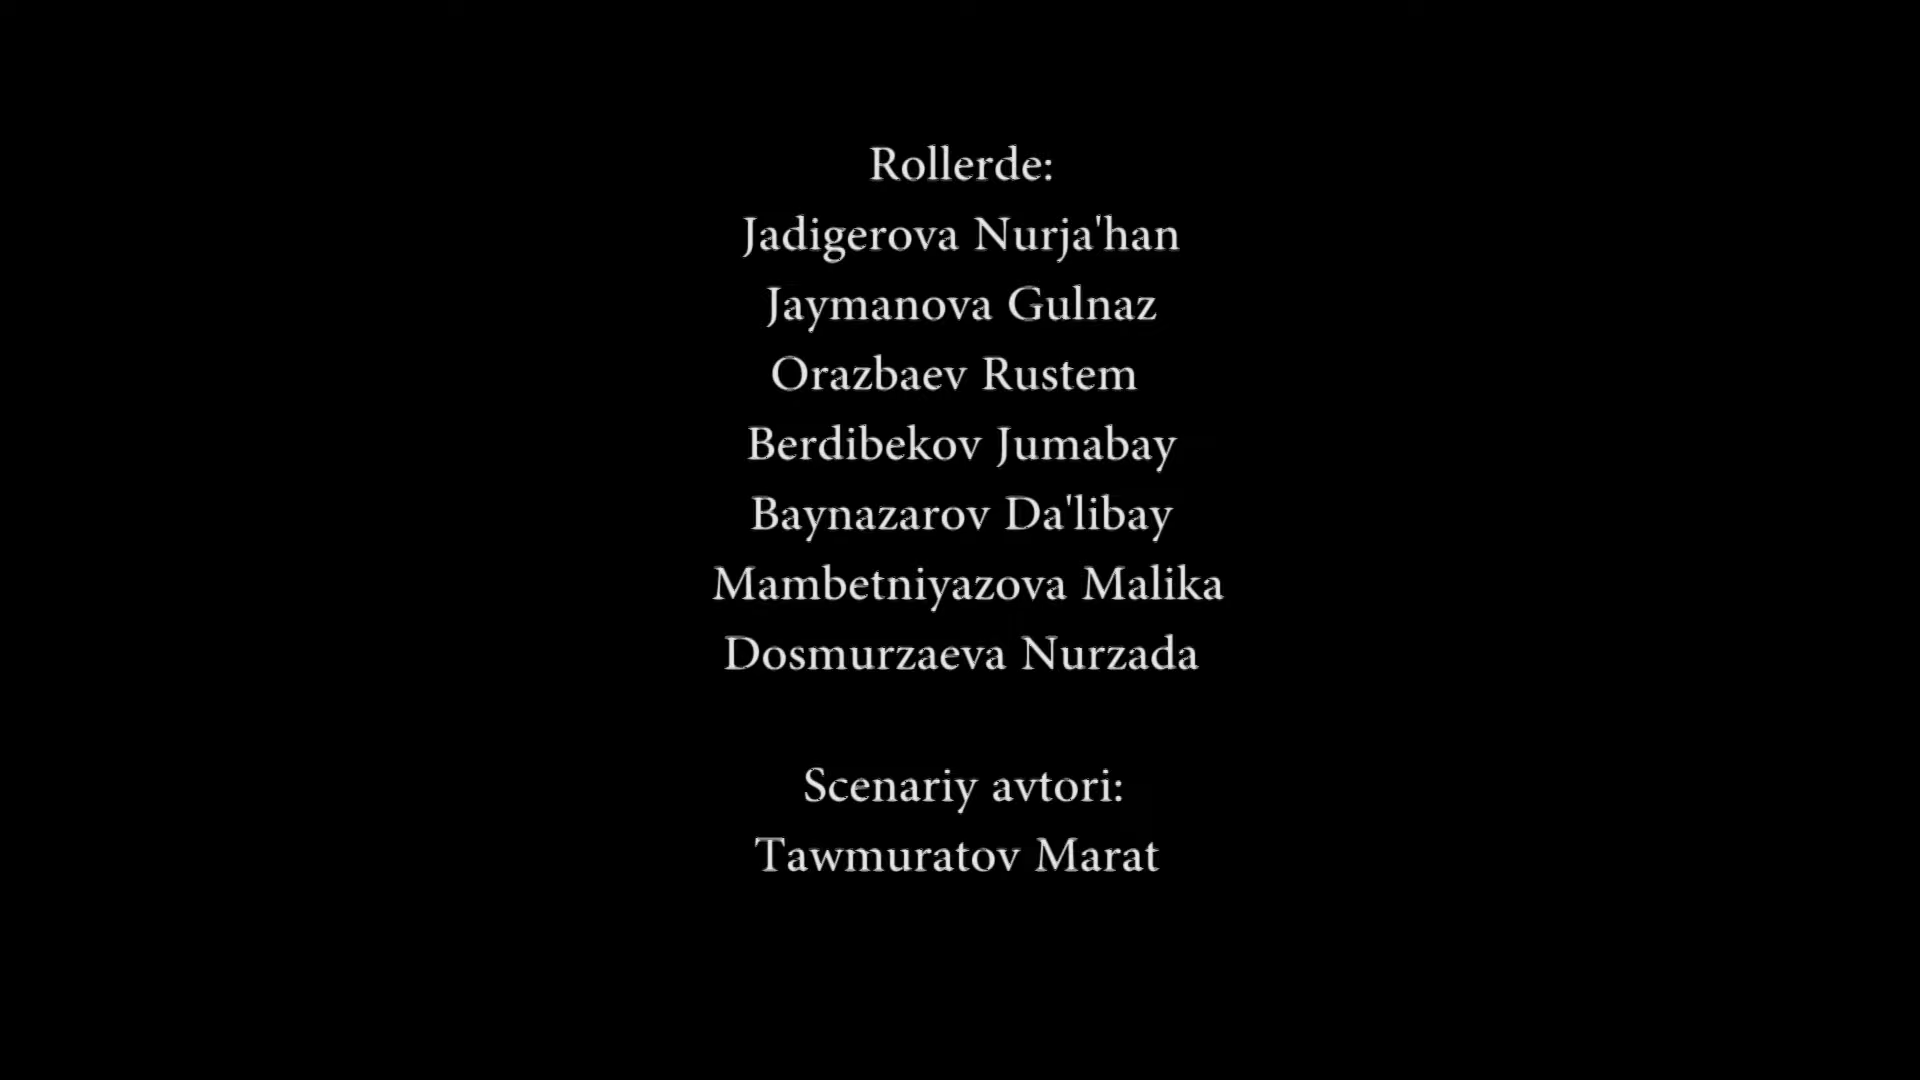 Rollerde:
Jadigerova Nurja'han
Jaymanova Gulnaz
Orazbaev Rustem
Berdibekov Jumabay
Baynazarov Da'libay
Mambetniyazova Malika
Dosmurzaeva Nurzada
Scenariy avtori:
Tawmuratov Marat